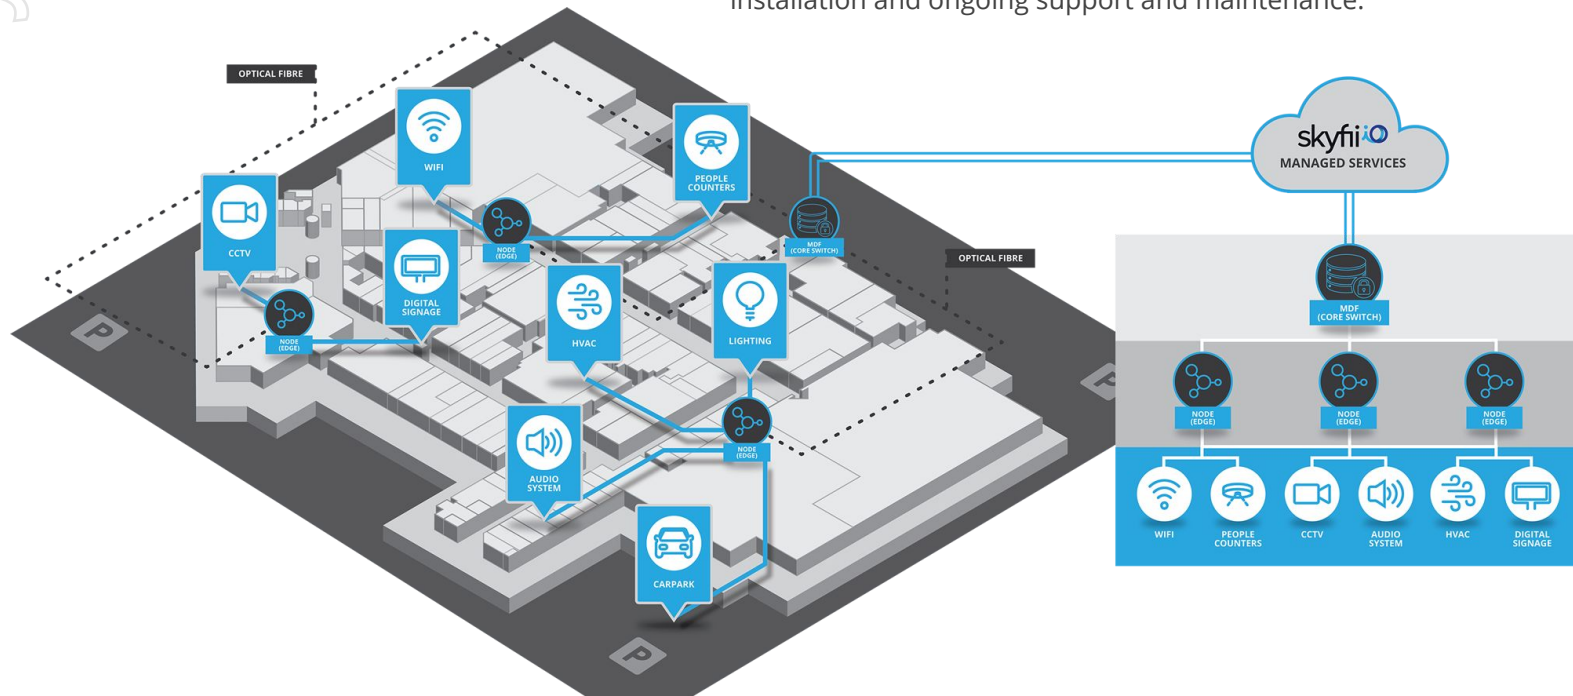 installation and ongoing support and maintenance.
OPTICAL FIBRE
WIFI
PEOPLE
COUNTERS
CCTV
NODE
(EDGE)
MDF
(CORE SWITCH)
DIGITAL
SIGNAGE
OPTICAL FIBRE
NODE
(EDGE)
HVAC
LIGHTING
P
P
NODE
(EDGE)
AUDIO
SYSTEM
CARPARK
P
skyfii iO
MANAGED SERVICES
MDF
(CORE SWITCH)
NODE
(EDGE)
NODE
(EDGE)
NODE
(EDGE)
WIFI
PEOPLE
COUNTERS
CCTV
AUDIO
SYSTEM
HVAC
DIGITAL
SIGNAGE